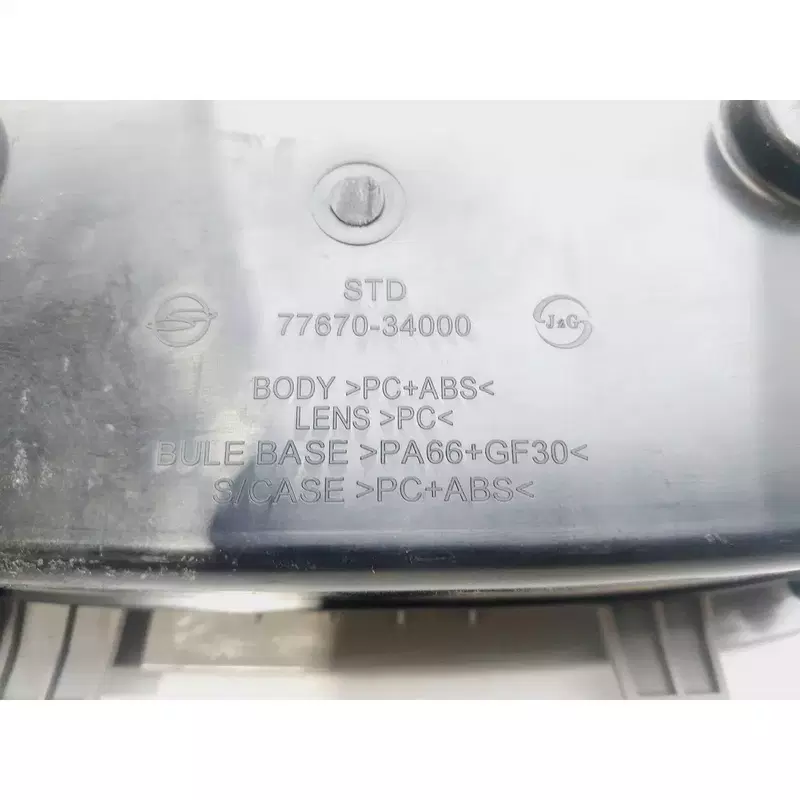 STD
77670-34000
J&G
BODY >PC+ABS<
LENS >PC<
BULE BASE >PA66+GF30<
S/CASE >PC+ABS<